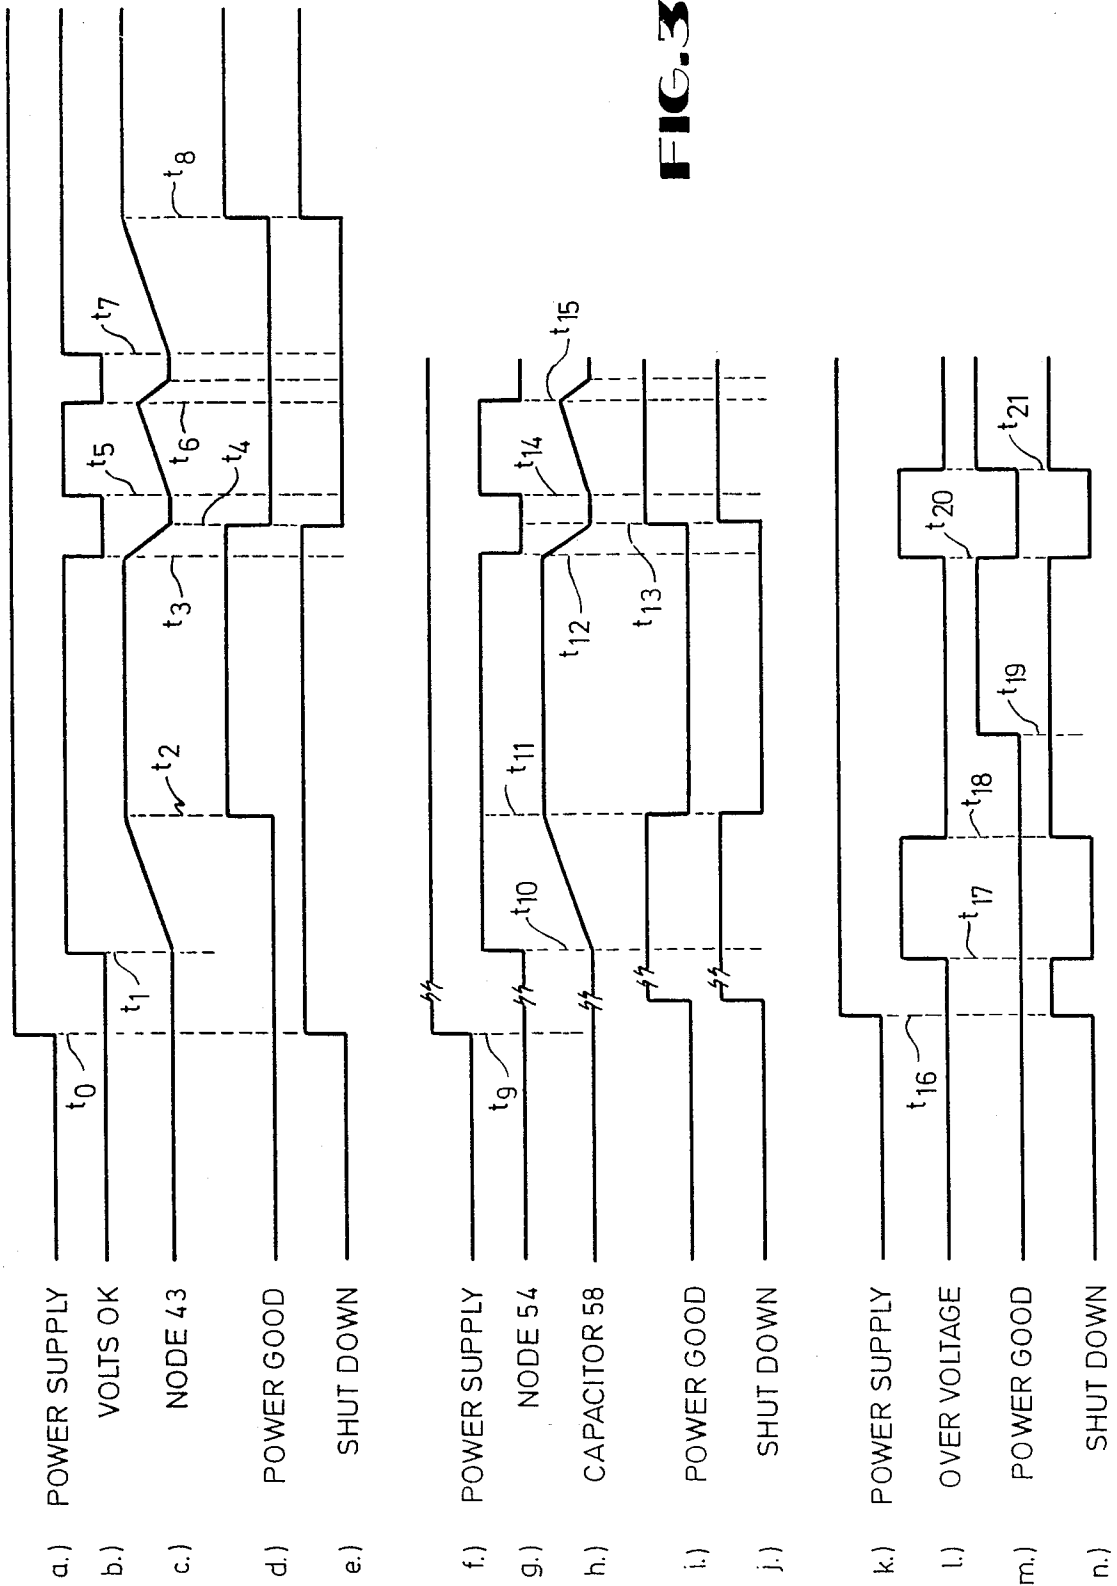 a.) POWER SUPPLY
b.) VOLTS OK
c.) NODE 43
d.) POWER GOOD
e.) SHUT DOWN
t0
t1
t2
t3
t4
t5
t6
t7
t8
f.) POWER SUPPLY
g.) NODE 54
h.) CAPACITOR 58
i.) POWER GOOD
j.) SHUT DOWN
t9
t10
t11
t12
t13
t14
t15
k.) POWER SUPPLY
l.) OVER VOLTAGE
m.) POWER GOOD
n.) SHUT DOWN
t16
t17
t18
t19
t20
t21
FIG.3